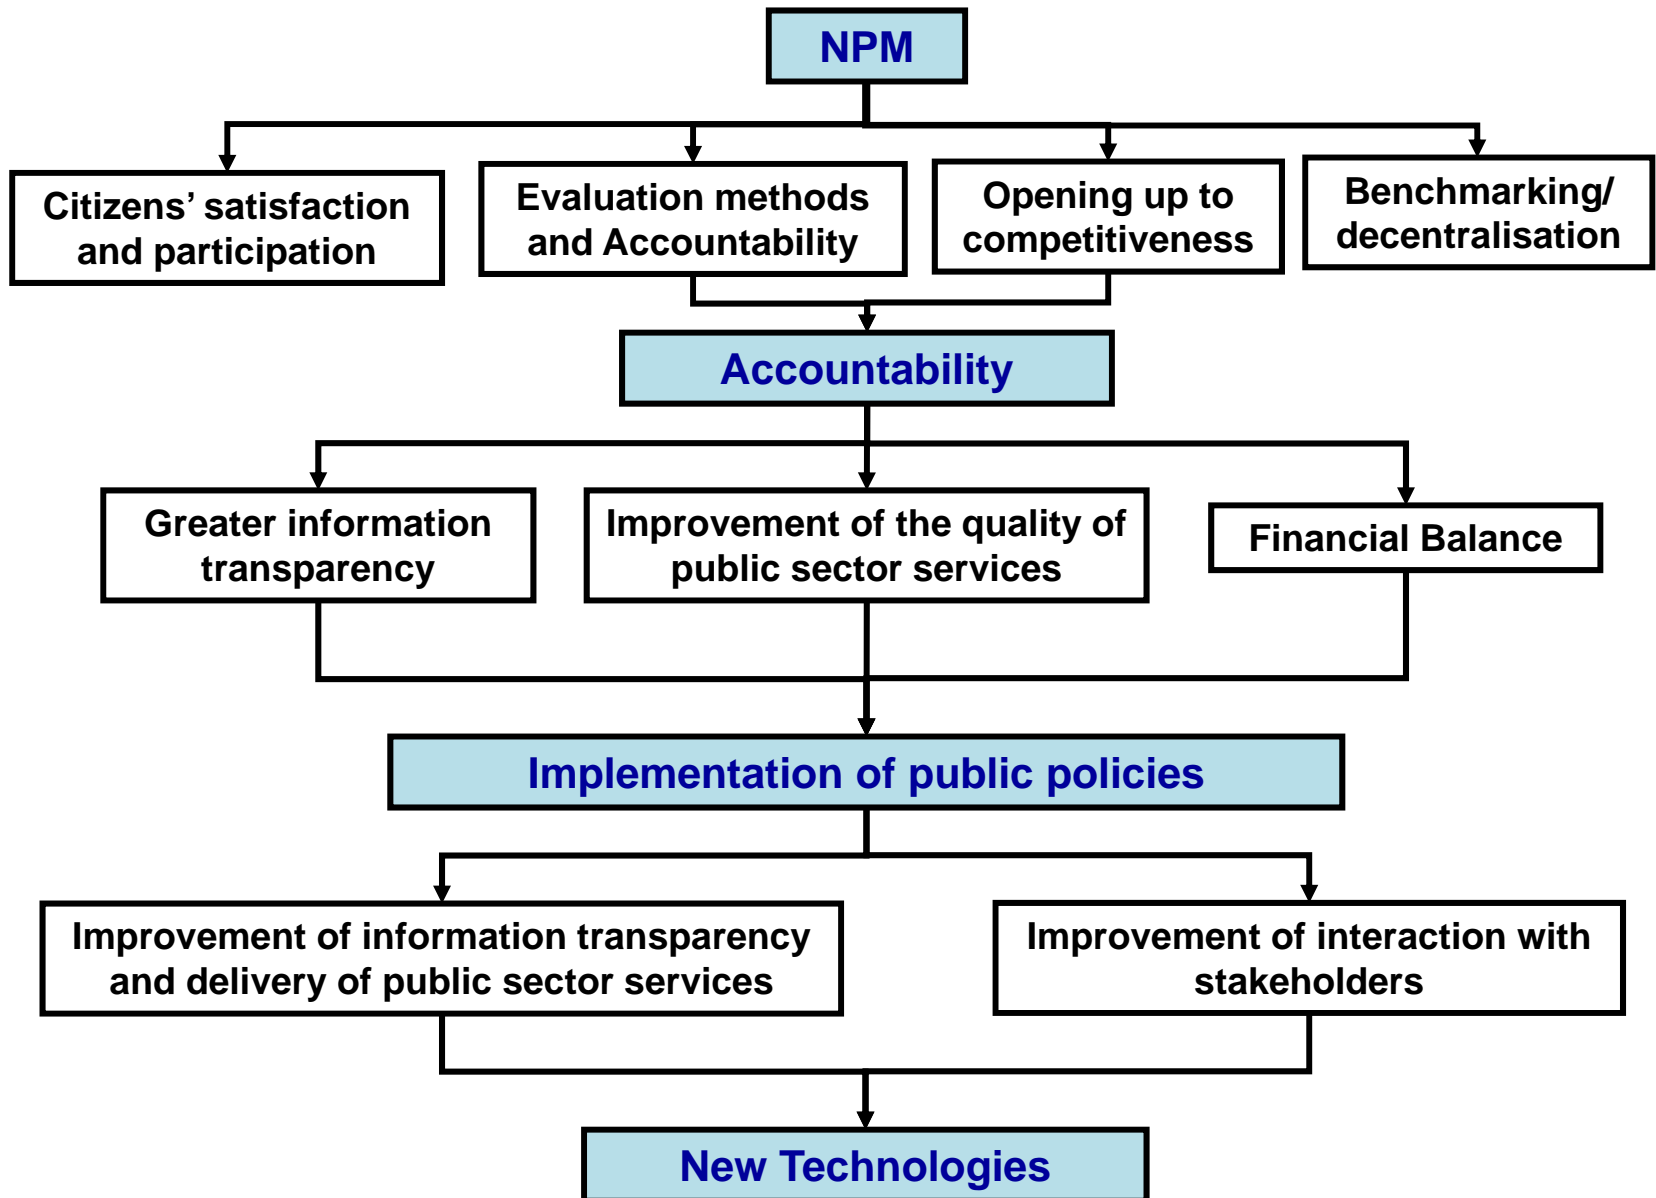 NPM
Citizens’ satisfaction
and participation
Evaluation methods
and Accountability
Opening up to
competitiveness
Benchmarking/
decentralisation
Accountability
Greater information
transparency
Improvement of the quality of
public sector services
Financial Balance
Implementation of public policies
Improvement of information transparency
and delivery of public sector services
Improvement of interaction with
stakeholders
New Technologies